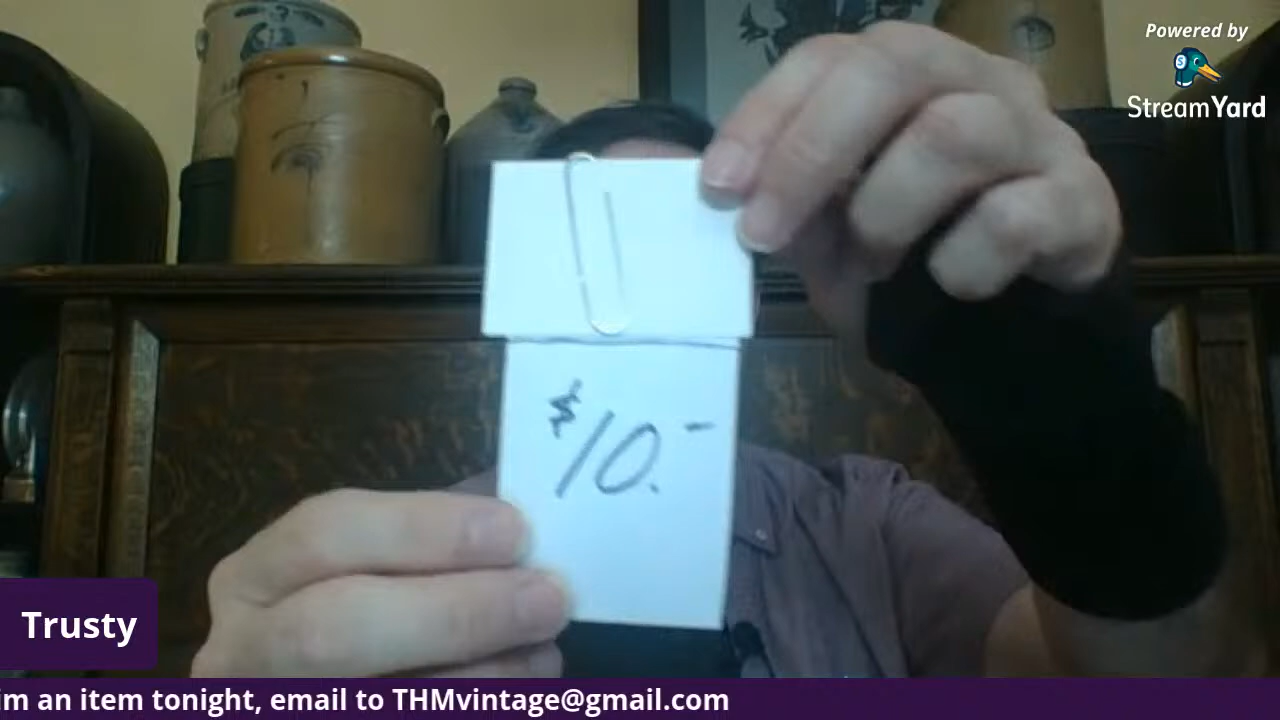 Powered by
StreamYard
$10.-
Trusty
im an item tonight, email to THMvintage@gmail.com